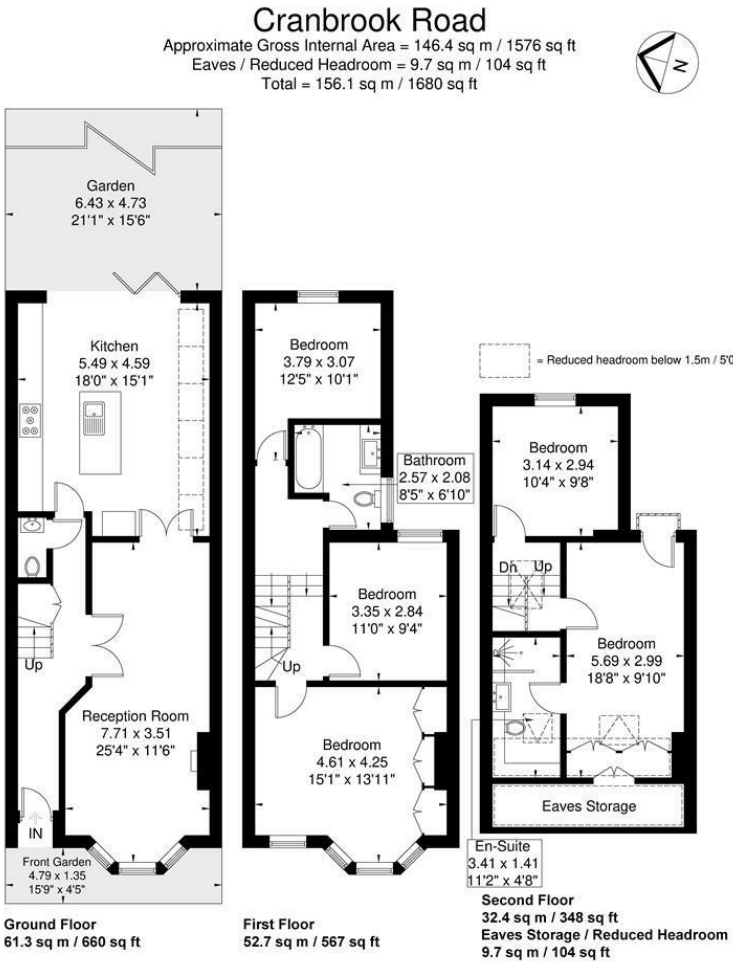 Cranbrook Road
Approximate Gross Internal Area = 146.4 sq m / 1576 sq ft
Eaves / Reduced Headroom = 9.7 sq m / 104 sq ft
Total = 156.1 sq m / 1680 sq ft
N
Garden
6.43 x 4.73
21'1" x 15'6"
Kitchen
5.49 x 4.59
18'0" x 15'1"
Up
Reception Room
7.71 x 3.51
25'4" x 11'6"
IN
Front Garden
4.79 x 1.35
15'9" x 4'5"
Ground Floor
61.3 sq m / 660 sq ft
Bedroom
3.79 x 3.07
12'5" x 10'1"
Bathroom
2.57 x 2.08
8'5" x 6'10"
Bedroom
3.35 x 2.84
11'0" x 9'4"
Up
Bedroom
4.61 x 4.25
15'1" x 13'11"
First Floor
52.7 sq m / 567 sq ft
= Reduced headroom below 1.5m / 5'0
Bedroom
3.14 x 2.94
10'4" x 9'8"
Dn Up
Bedroom
5.69 x 2.99
18'8" x 9'10"
Eaves Storage
En-Suite
3.41 x 1.41
11'2" x 4'8"
Second Floor
32.4 sq m / 348 sq ft
Eaves Storage / Reduced Headroom
9.7 sq m / 104 sq ft